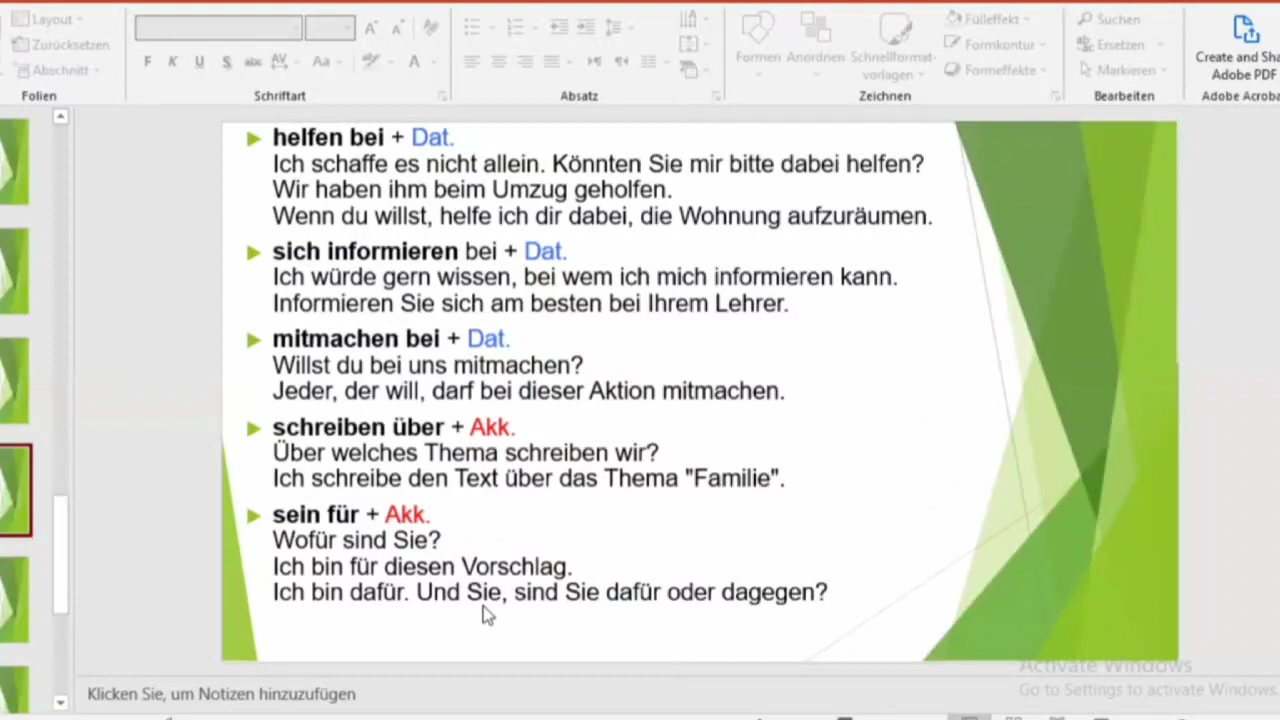 Layout
Zurücksetzen
Abschnitt
Folien
F K U S abc AV Aa A
Schriftart
Absatz
Formen Anordnen Schnellformat-
vorlagen
Fülleffekt
Formkontur
Formeffekte
Zeichnen
Suchen
Ersetzen
Markieren
Bearbeiten
Create and Sha
Adobe PDF
Adobe Acroba
helfen bei + Dat.
Ich schaffe es nicht allein. Könnten Sie mir bitte dabei helfen?
Wir haben ihm beim Umzug geholfen.
Wenn du willst, helfe ich dir dabei, die Wohnung aufzuräumen.
sich informieren bei + Dat.
Ich würde gern wissen, bei wem ich mich informieren kann.
Informieren Sie sich am besten bei Ihrem Lehrer.
mitmachen bei + Dat.
Willst du bei uns mitmachen?
Jeder, der will, darf bei dieser Aktion mitmachen.
schreiben über + Akk.
Über welches Thema schreiben wir?
Ich schreibe den Text über das Thema "Familie".
sein für + Akk.
Wofür sind Sie?
Ich bin für diesen Vorschlag.
Ich bin dafür. Und Sie, sind Sie dafür oder dagegen?
Activate Windows
Go to Settings to activate Windows.
Klicken Sie, um Notizen hinzuzufügen